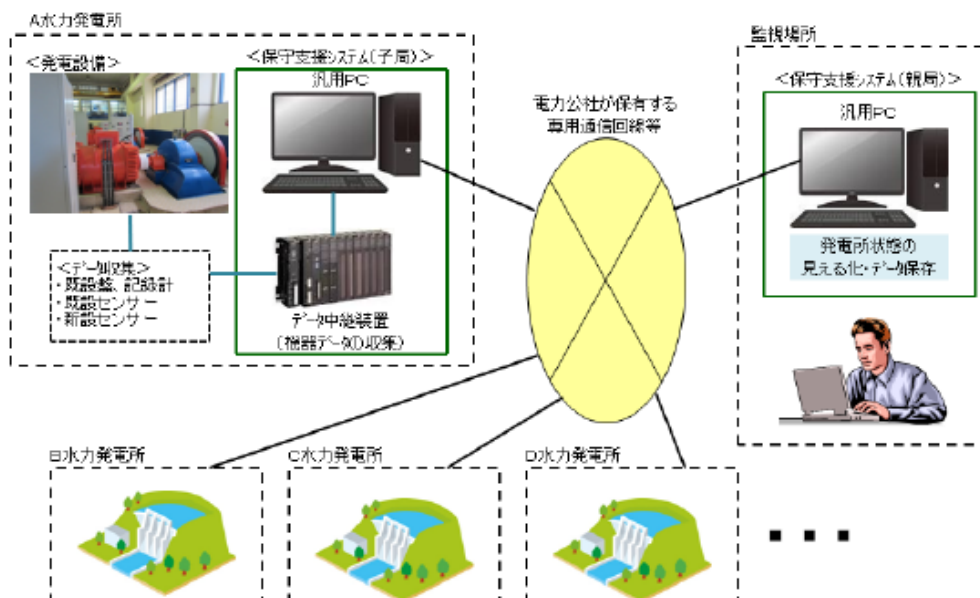 A水力発電所
<発電設備>
<保守支援システム(子局)>
汎用PC
<データ収集>
・既設盤、記録計
・既設センサー
・新設センサー
データ中継装置
(機器データの収集)
電力公社が保有する
専用通信回線等
監視場所
<保守支援システム(親局)>
汎用PC
発電所状態の
見える化・データ保存
B水力発電所
C水力発電所
D水力発電所